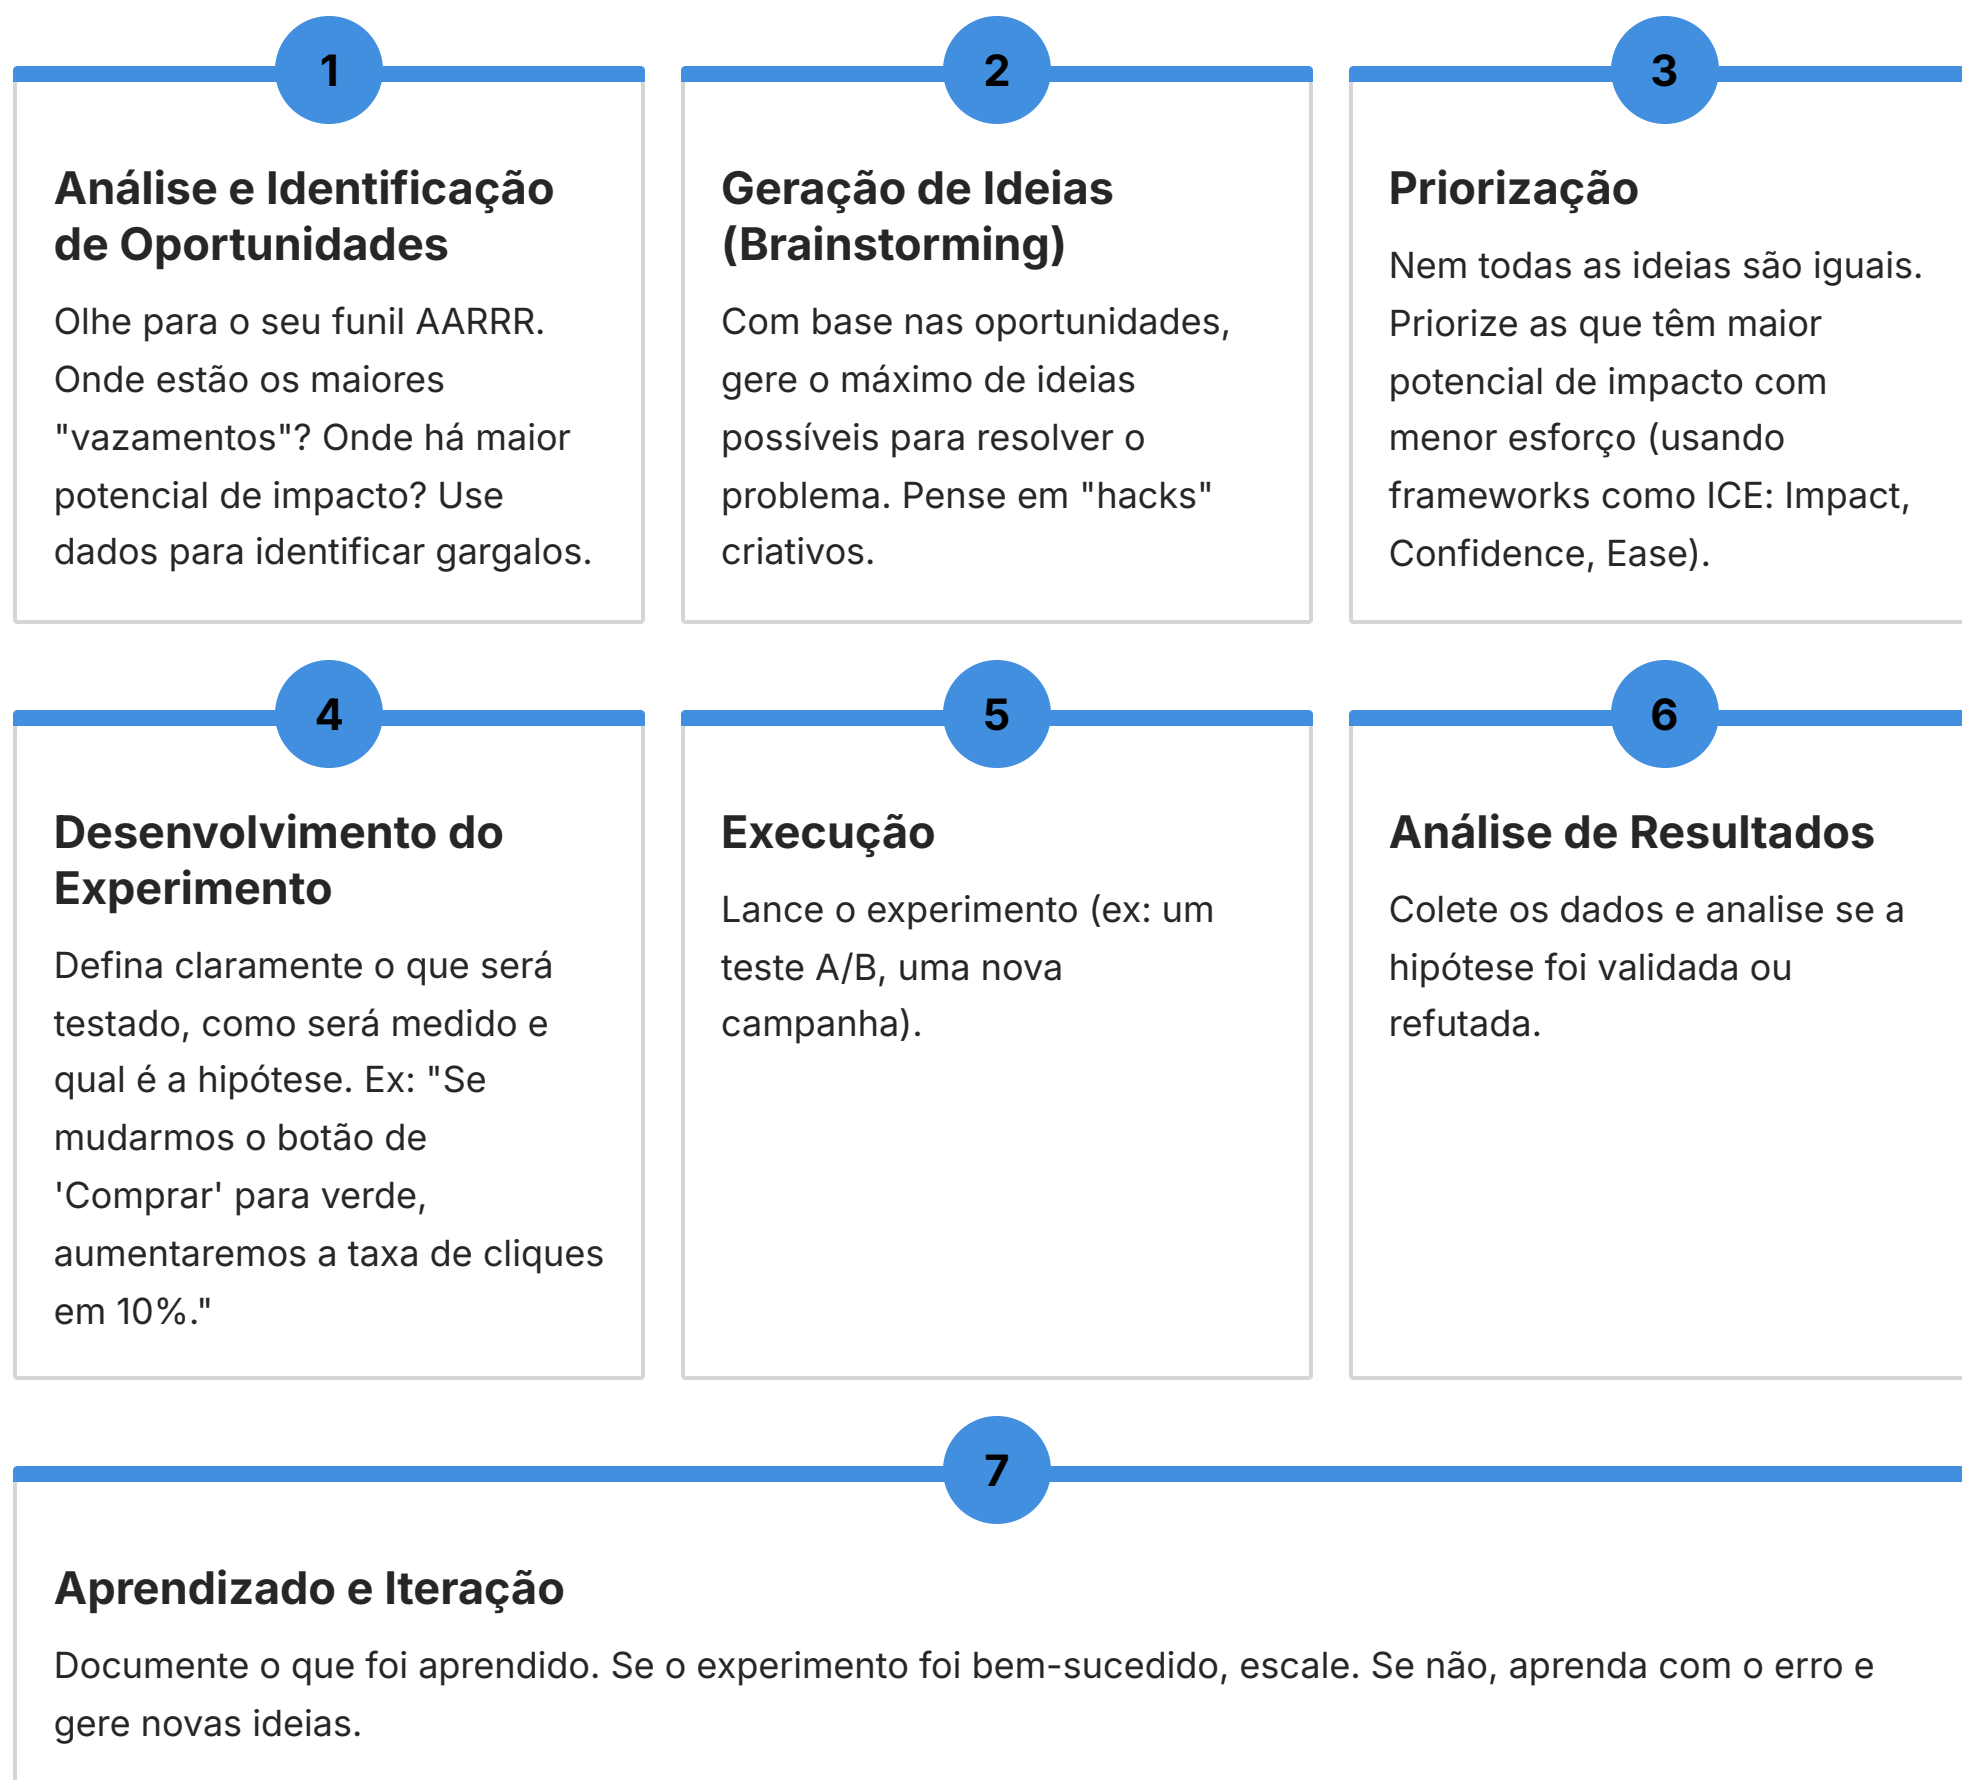 1
Análise e Identificação
de Oportunidades
Olhe para o seu funil AARRR.
Onde estão os maiores
"vazamentos"? Onde há maior
potencial de impacto? Use
dados para identificar gargalos.
2
Geração de Ideias
(Brainstorming)
Com base nas oportunidades,
gere o máximo de ideias
possíveis para resolver o
problema. Pense em "hacks"
criativos.
3
Priorização
Nem todas as ideias são iguais.
Priorize as que têm maior
potencial de impacto com
menor esforço (usando
frameworks como ICE: Impact,
Confidence, Ease).
4
Desenvolvimento do
Experimento
Defina claramente o que será
testado, como será medido e
qual é a hipótese. Ex: "Se
mudarmos o botão de
'Comprar' para verde,
aumentaremos a taxa de cliques
em 10%."
5
Execução
Lance o experimento (ex: um
teste A/B, uma nova
campanha).
6
Análise de Resultados
Colete os dados e analise se a
hipótese foi validada ou
refutada.
7
Aprendizado e Iteração
Documente o que foi aprendido. Se o experimento foi bem-sucedido, escale. Se não, aprenda com o erro e
gere novas ideias.